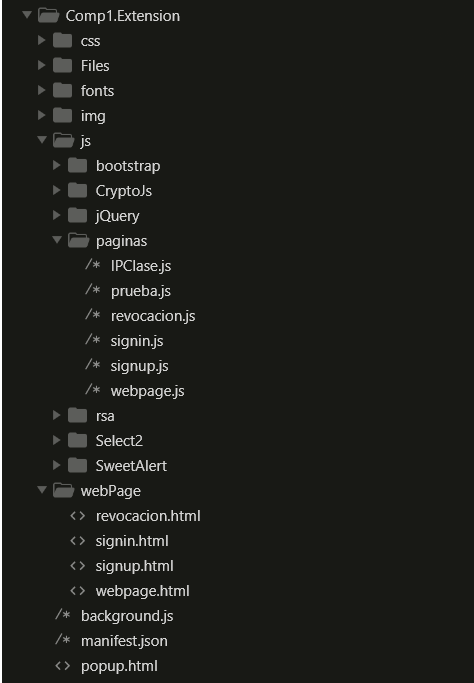 Comp1.Extension
css
Files
fonts
img
js
bootstrap
CryptoJs
jQuery
paginas
/* IPClase.js
/* prueba.js
/* revocacion.js
/* signin.js
/* signup.js
/* webpage.js
rsa
Select2
SweetAlert
webPage
<> revocacion.html
<> signin.html
<> signup.html
<> webpage.html
/* background.js
/* manifest.json
<> popup.html